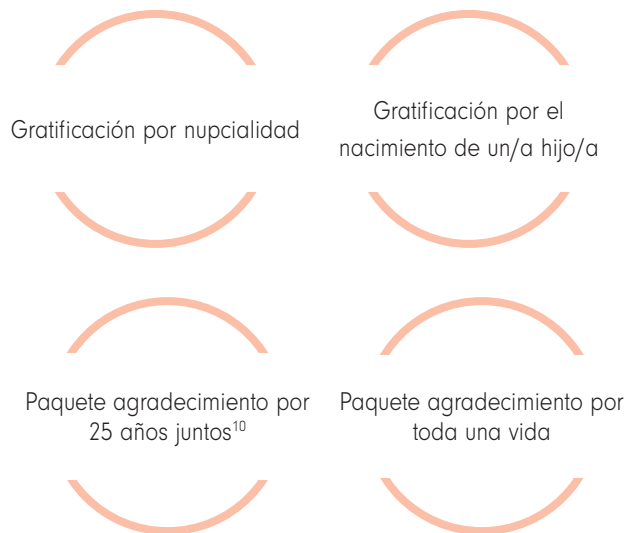 Gratificación por nupcialidad
Gratificación por el
nacimiento de un/a hijo/a
Paquete agradecimiento por
25 años juntos¹⁰
Paquete agradecimiento por
toda una vida